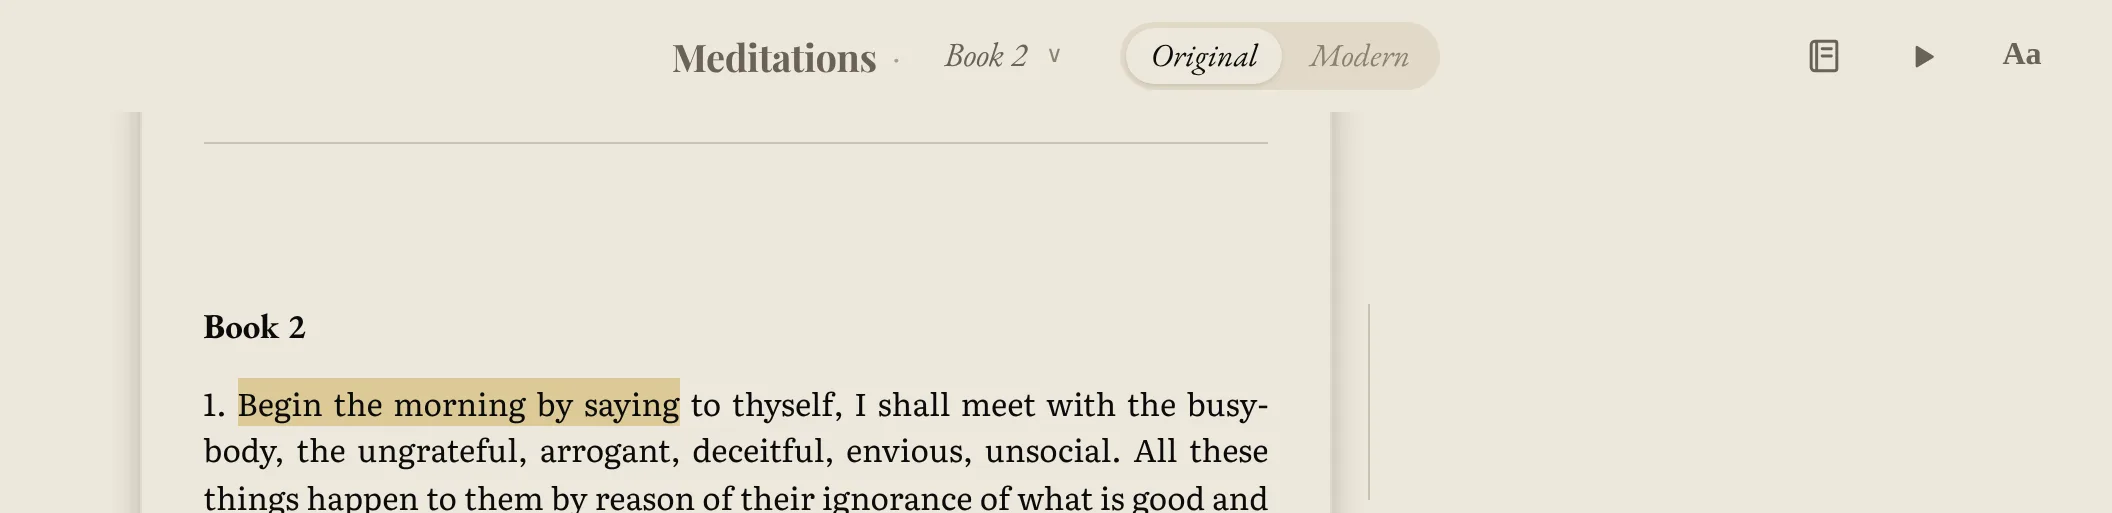 Meditations · Book 2 ∨ Original Modern Aa
Book 2
1. Begin the morning by saying to thyself, I shall meet with the busy-
body, the ungrateful, arrogant, deceitful, envious, unsocial. All these
things happen to them by reason of their ignorance of what is good and